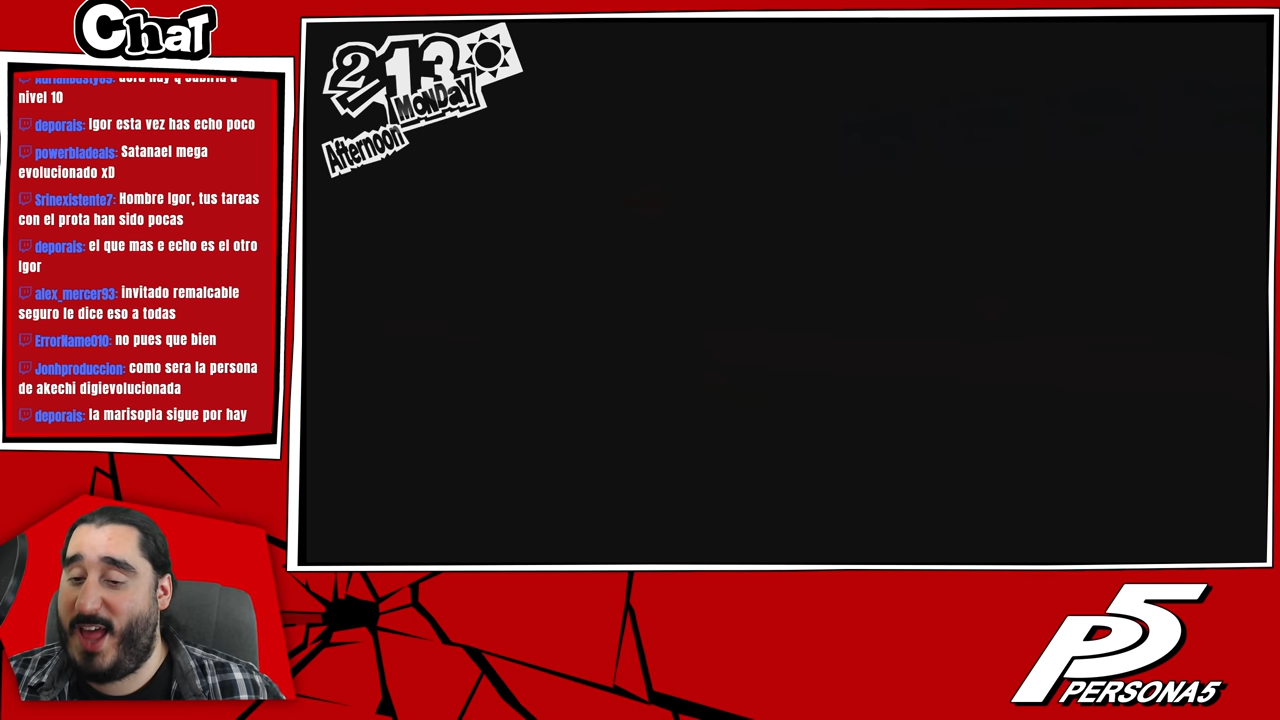 Chat
nivel 10
deporais: Igor esta vez has echo poco
powerbladeals: Satanael mega
evolucionado xD
Srinexistente7: Hombre Igor, tus tareas
con el prota han sido pocas
deporais: el que mas e echo es el otro
Igor
alex_mercer93: invitado remalcable
seguro le dice eso a todas
ErrorName010: no pues que bien
Jonhproduccion: como sera la persona
de akechi digievolucionada
deporais: la marisopla sigue por hay
2/13
MONDAY
Afternoon
P5
PERSONA5